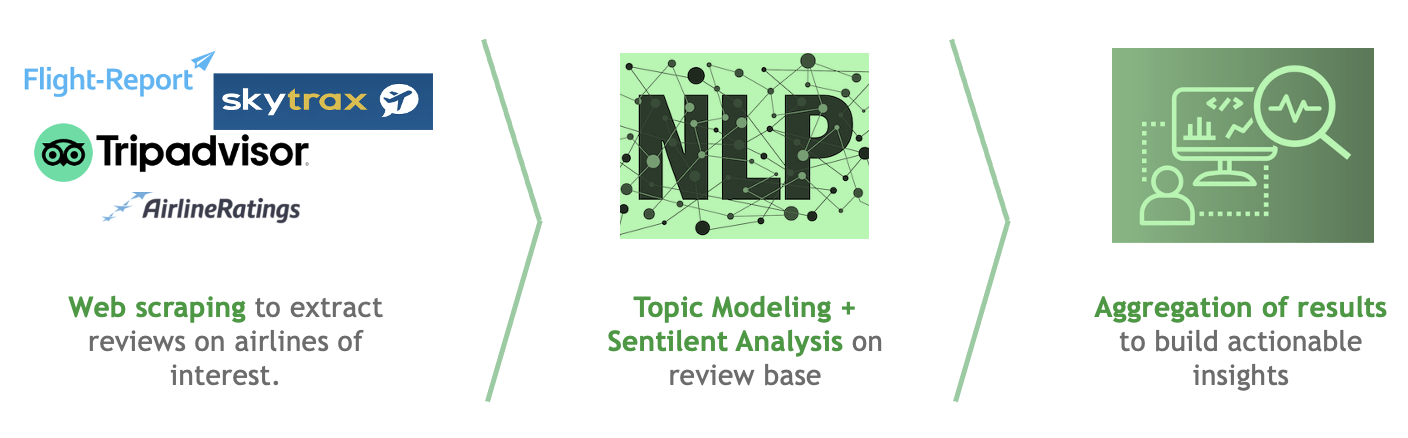 Flight-Report
skytrax
Tripadvisor
AirlineRatings
NLP
</>
Web scraping to extract
reviews on airlines of
interest.
Topic Modeling +
Sentilent Analysis on
review base
Aggregation of results
to build actionable
insights